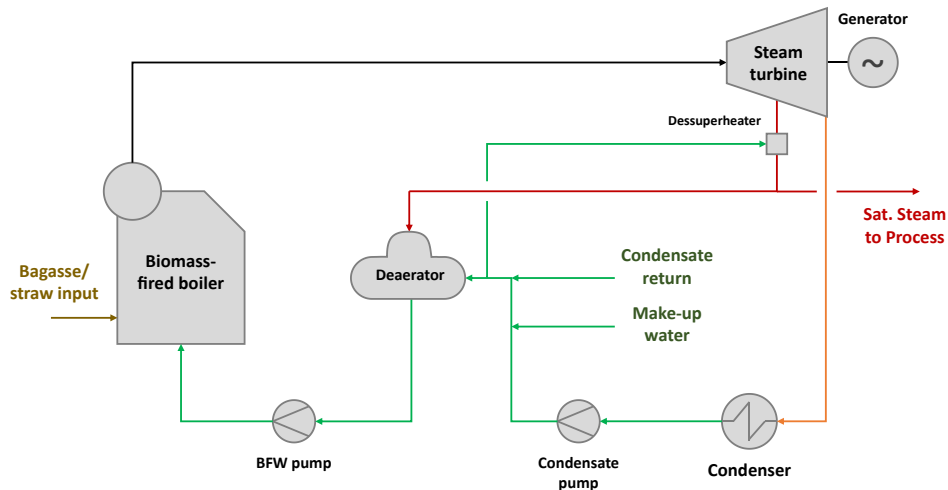 Generator
Steam
turbine
~
Dessuperheater
Sat. Steam
to Process
Biomass-
fired boiler
Bagasse/
straw input
Deaerator
Condensate
return
Make-up
water
BFW pump
Condensate
pump
Condenser